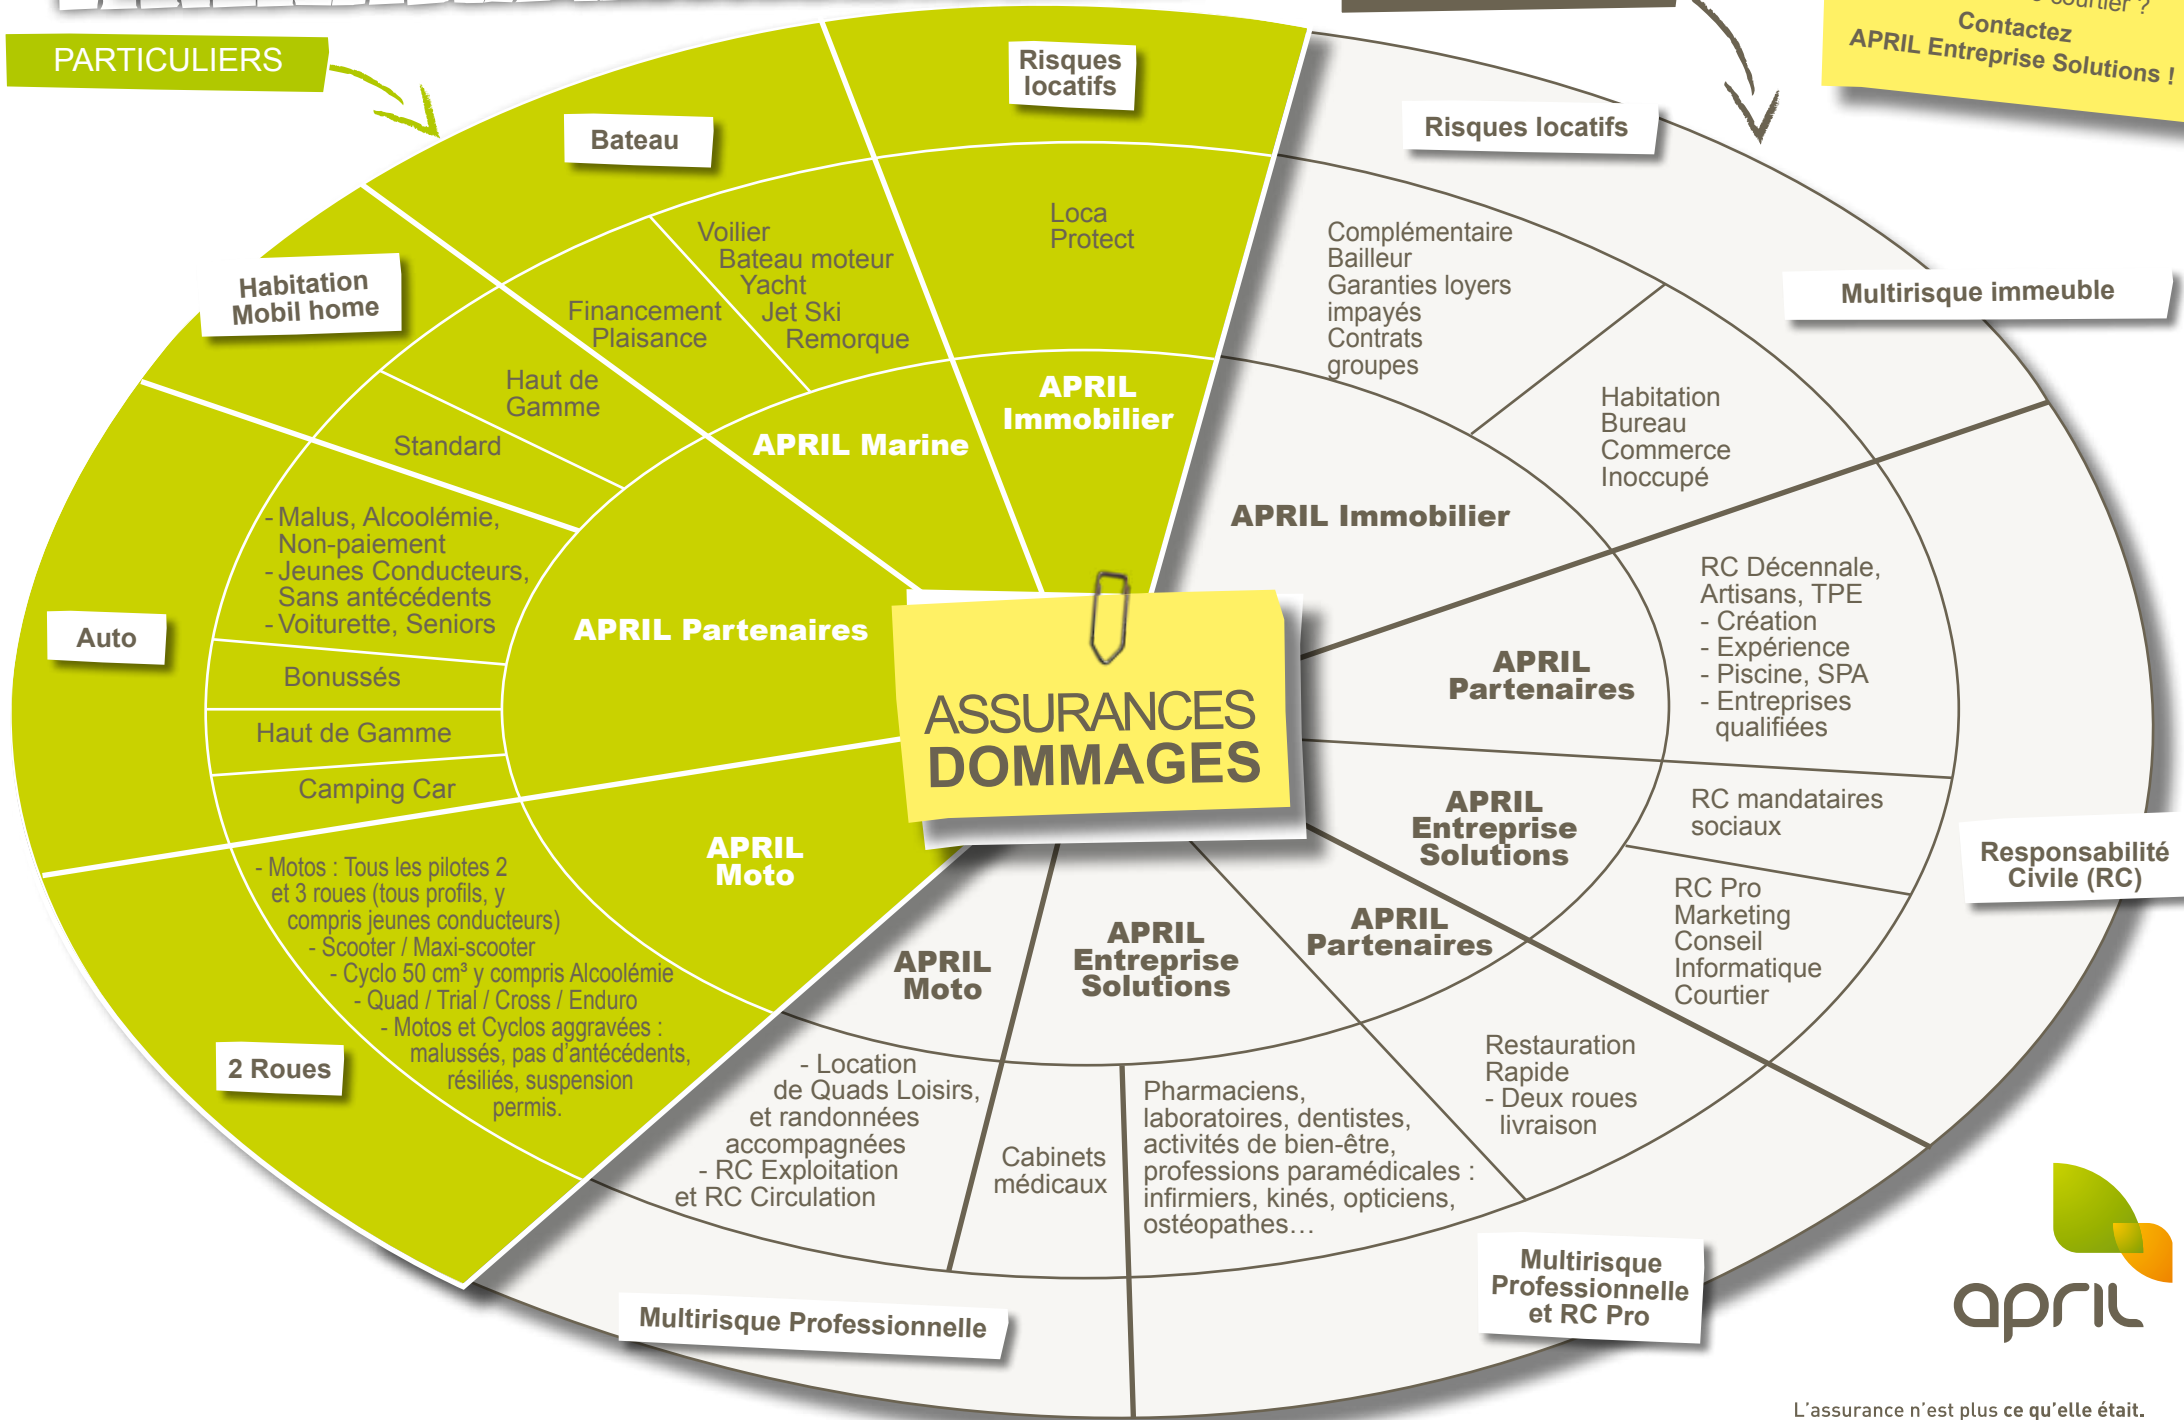 PARTICULIERS
courtier ?
Contactez
APRIL Entreprise Solutions !
Risques
locatifs
Bateau
Risques locatifs
Habitation
Mobil home
Multirisque immeuble
Voilier
Bateau moteur
Yacht
Jet Ski
Remorque
Financement
Plaisance
Loca
Protect
Complémentaire
Bailleur
Garanties loyers
impayés
Contrats
groupes
Haut de
Gamme
Standard
Habitation
Bureau
Commerce
Inoccupé
APRIL Marine
APRIL
Immobilier
APRIL Immobilier
- Malus, Alcoolémie,
Non-paiement
- Jeunes Conducteurs,
Sans antécédents
- Voiturette, Seniors
Auto
Bonussés
Haut de Gamme
Camping Car
APRIL Partenaires
ASSURANCES
DOMMAGES
APRIL
Partenaires
RC Décennale,
Artisans, TPE
- Création
- Expérience
- Piscine, SPA
- Entreprises
qualifiées
APRIL
Entreprise
Solutions
RC mandataires
sociaux
RC Pro
Marketing
Conseil
Informatique
Courtier
Responsabilité
Civile (RC)
APRIL
Moto
- Motos : Tous les pilotes 2
et 3 roues (tous profils, y
compris jeunes conducteurs)
- Scooter / Maxi-scooter
- Cyclo 50 cm³ y compris Alcoolémie
- Quad / Trial / Cross / Enduro
- Motos et Cyclos aggravées :
malussés, pas d'antécédents,
résiliés, suspension
permis.
2 Roues
APRIL
Moto
APRIL
Entreprise
Solutions
APRIL
Partenaires
- Location
de Quads Loisirs,
et randonnées
accompagnées
- RC Exploitation
et RC Circulation
Cabinets
médicaux
Pharmaciens,
laboratoires, dentistes,
activités de bien-être,
professions paramédicales :
infirmiers, kinés, opticiens,
ostéopathes…
Restauration
Rapide
- Deux roues
livraison
Multirisque Professionnelle
Multirisque
Professionnelle
et RC Pro
april
L'assurance n'est plus ce qu'elle était.